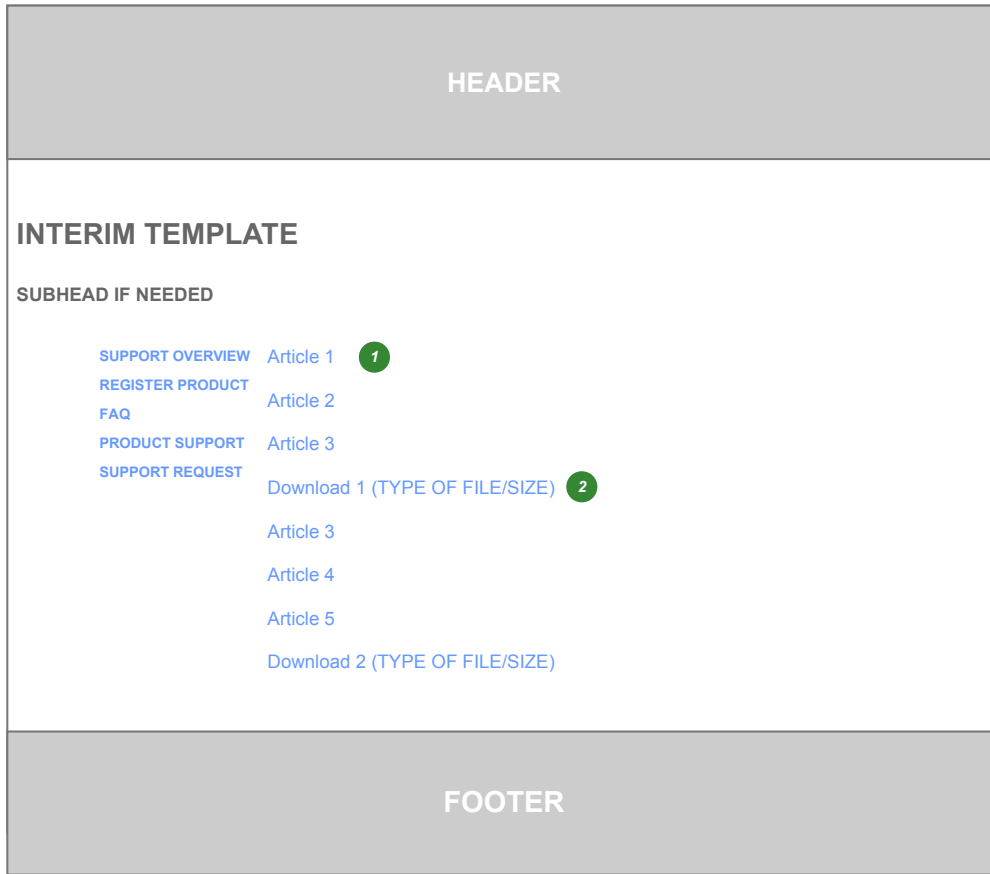 HEADER
INTERIM TEMPLATE
SUBHEAD IF NEEDED
SUPPORT OVERVIEW
REGISTER PRODUCT
FAQ
PRODUCT SUPPORT
SUPPORT REQUEST
Article 1 1
Article 2
Article 3
Download 1 (TYPE OF FILE/SIZE) 2
Article 3
Article 4
Article 5
Download 2 (TYPE OF FILE/SIZE)
FOOTER